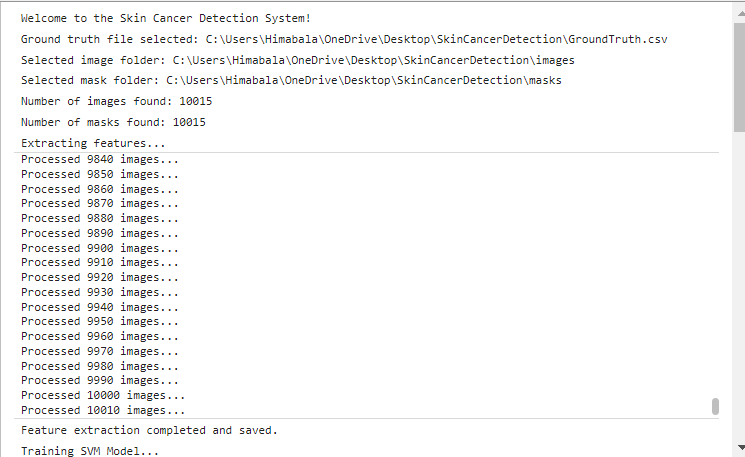 Welcome to the Skin Cancer Detection System!
Ground truth file selected: C:\Users\Himabala\OneDrive\Desktop\SkinCancerDetection\GroundTruth.csv
Selected image folder: C:\Users\Himabala\OneDrive\Desktop\SkinCancerDetection\images
Selected mask folder: C:\Users\Himabala\OneDrive\Desktop\SkinCancerDetection\masks
Number of images found: 10015
Number of masks found: 10015
Extracting features...
Processed 9840 images...
Processed 9850 images...
Processed 9860 images...
Processed 9870 images...
Processed 9880 images...
Processed 9890 images...
Processed 9900 images...
Processed 9910 images...
Processed 9920 images...
Processed 9930 images...
Processed 9940 images...
Processed 9950 images...
Processed 9960 images...
Processed 9970 images...
Processed 9980 images...
Processed 9990 images...
Processed 10000 images...
Processed 10010 images...
Feature extraction completed and saved.
Training SVM Model...